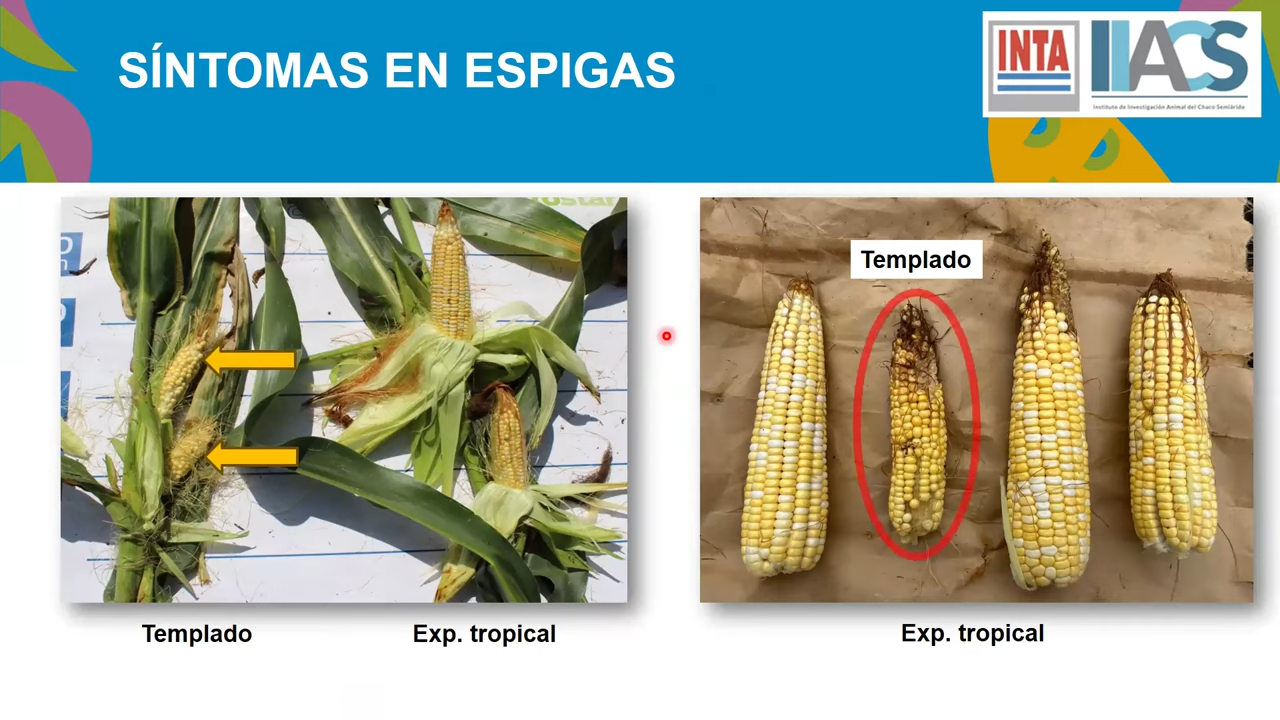 SÍNTOMAS EN ESPIGAS
INTA
IIACS
Instituto de Investigación Animal del Chaco Semiárido
Templado
Templado
Exp. tropical
Exp. tropical